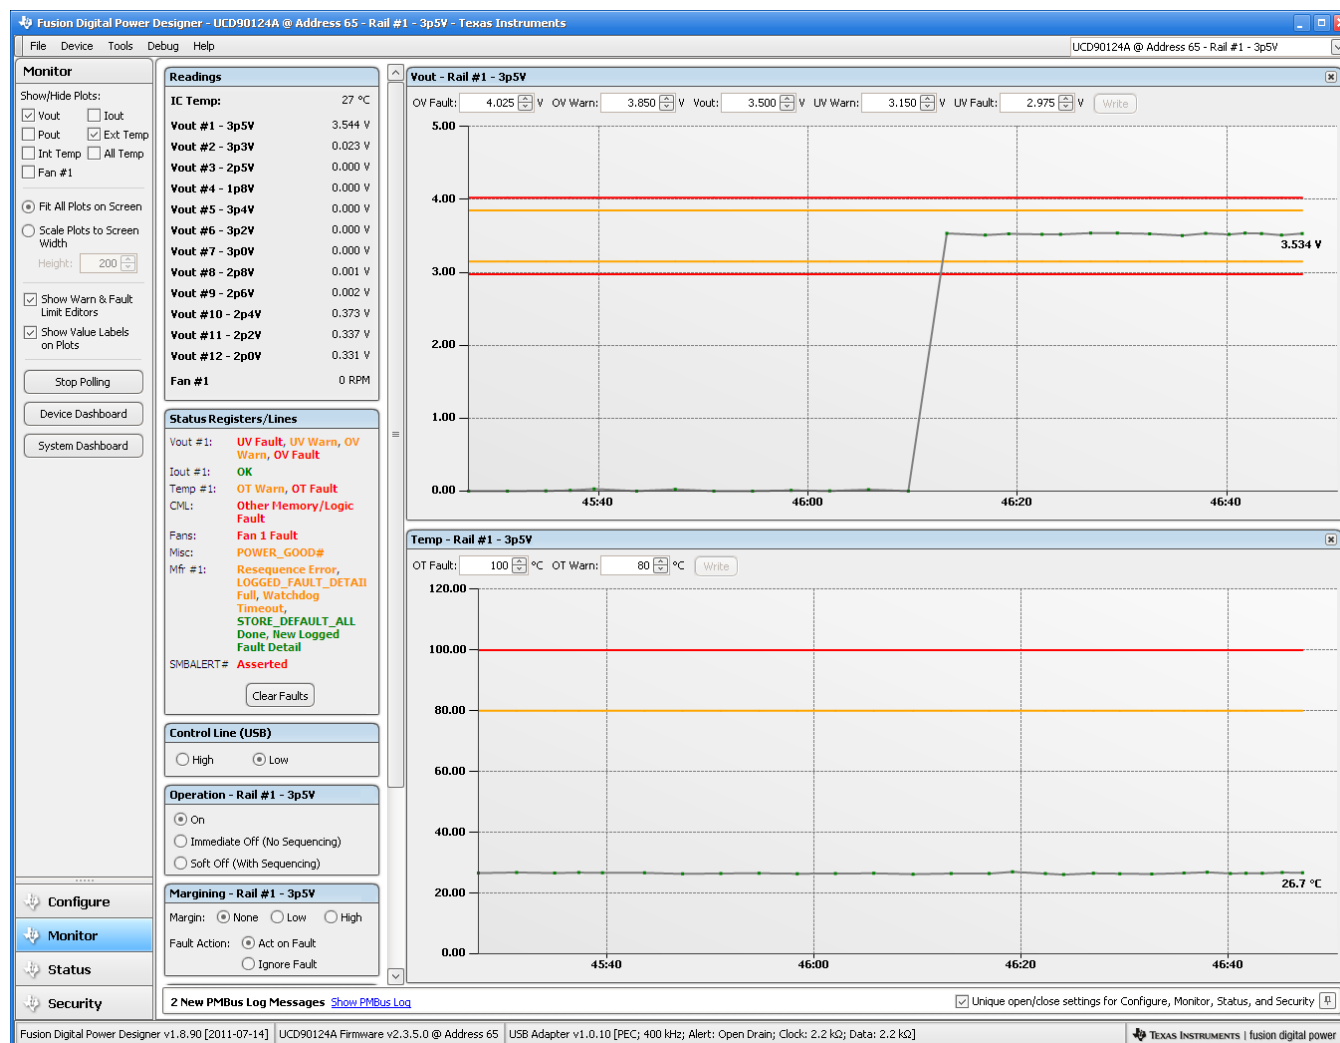 Fusion Digital Power Designer - UCD90124A @ Address 65 - Rail #1 - 3p5V - Texas Instruments
File Device Tools Debug Help
UCD90124A @ Address 65 - Rail #1 - 3p5V
Monitor
Show/Hide Plots:
Vout Iout
Pout Ext Temp
Int Temp All Temp
Fan #1
Fit All Plots on Screen
Scale Plots to Screen
Width
Height: 200
Show Warn & Fault
Limit Editors
Show Value Labels
on Plots
Stop Polling
Device Dashboard
System Dashboard
Configure
Monitor
Status
Security
Readings
IC Temp: 27 °C
Vout #1 - 3p5V 3.544 V
Vout #2 - 3p3V 0.023 V
Vout #3 - 2p5V 0.000 V
Vout #4 - 1p8V 0.000 V
Vout #5 - 3p4V 0.000 V
Vout #6 - 3p2V 0.000 V
Vout #7 - 3p0V 0.000 V
Vout #8 - 2p8V 0.001 V
Vout #9 - 2p6V 0.002 V
Vout #10 - 2p4V 0.373 V
Vout #11 - 2p2V 0.337 V
Vout #12 - 2p0V 0.331 V
Fan #1 0 RPM
Status Registers/Lines
Vout #1: UV Fault, UV Warn, OV
Warn, OV Fault
Iout #1: OK
Temp #1: OT Warn, OT Fault
CML: Other Memory/Logic
Fault
Fans: Fan 1 Fault
Misc: POWER_GOOD#
Mfr #1: Resequence Error,
LOGGED_FAULT_DETAIL
Full, Watchdog
Timeout,
STORE_DEFAULT_ALL
Done, New Logged
Fault Detail
SMBALERT# Asserted
Clear Faults
Control Line (USB)
High Low
Operation - Rail #1 - 3p5V
On
Immediate Off (No Sequencing)
Soft Off (With Sequencing)
Margining - Rail #1 - 3p5V
Margin: None Low High
Fault Action: Act on Fault
Ignore Fault
Vout - Rail #1 - 3p5V
OV Fault: 4.025 V OV Warn: 3.850 V Vout: 3.500 V UV Warn: 3.150 V UV Fault: 2.975 V Write
5.00
4.00
3.00
2.00
1.00
0.00
3.534 V
45:40 46:00 46:20 46:40
Temp - Rail #1 - 3p5V
OT Fault: 100 °C OT Warn: 80 °C Write
120.00
100.00
80.00
60.00
40.00
20.00
0.00
26.7 °C
45:40 46:00 46:20 46:40
2 New PMBus Log Messages Show PMBus Log
Unique open/close settings for Configure, Monitor, Status, and Security
Fusion Digital Power Designer v1.8.90 [2011-07-14] UCD90124A Firmware v2.3.5.0 @ Address 65 USB Adapter v1.0.10 [PEC; 400 kHz; Alert: Open Drain; Clock: 2.2 kΩ; Data: 2.2 kΩ]
TEXAS INSTRUMENTS | fusion digital power